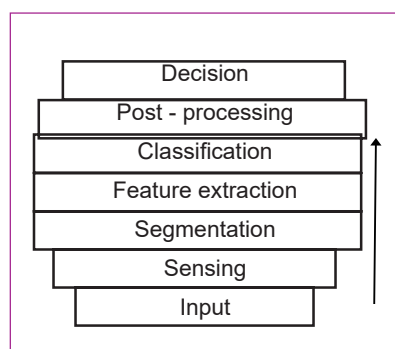 Decision
Post - processing
Classification
Feature extraction
Segmentation
Sensing
Input